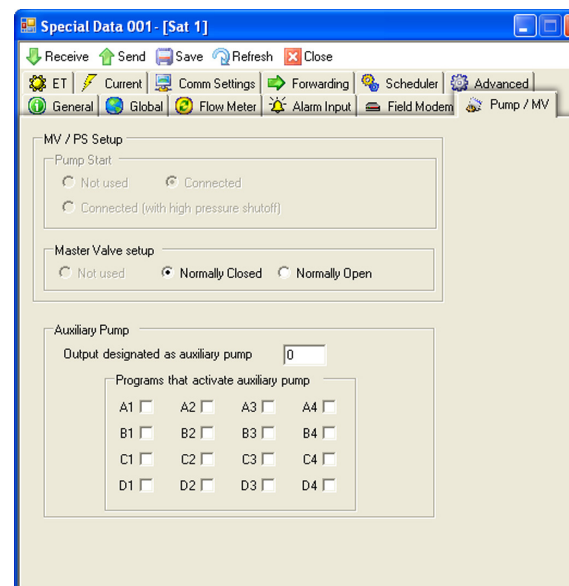 Special Data 001- [Sat 1]
Receive Send Save Refresh Close
ET Current Comm Settings Forwarding Scheduler Advanced
General Global Flow Meter Alarm Input Field Modem Pump / MV
MV / PS Setup
Pump Start
Not used Connected
Connected (with high pressure shutoff)
Master Valve setup
Not used Normally Closed Normally Open
Auxiliary Pump
Output designated as auxiliary pump 0
Programs that activate auxiliary pump
A1 A2 A3 A4
B1 B2 B3 B4
C1 C2 C3 C4
D1 D2 D3 D4